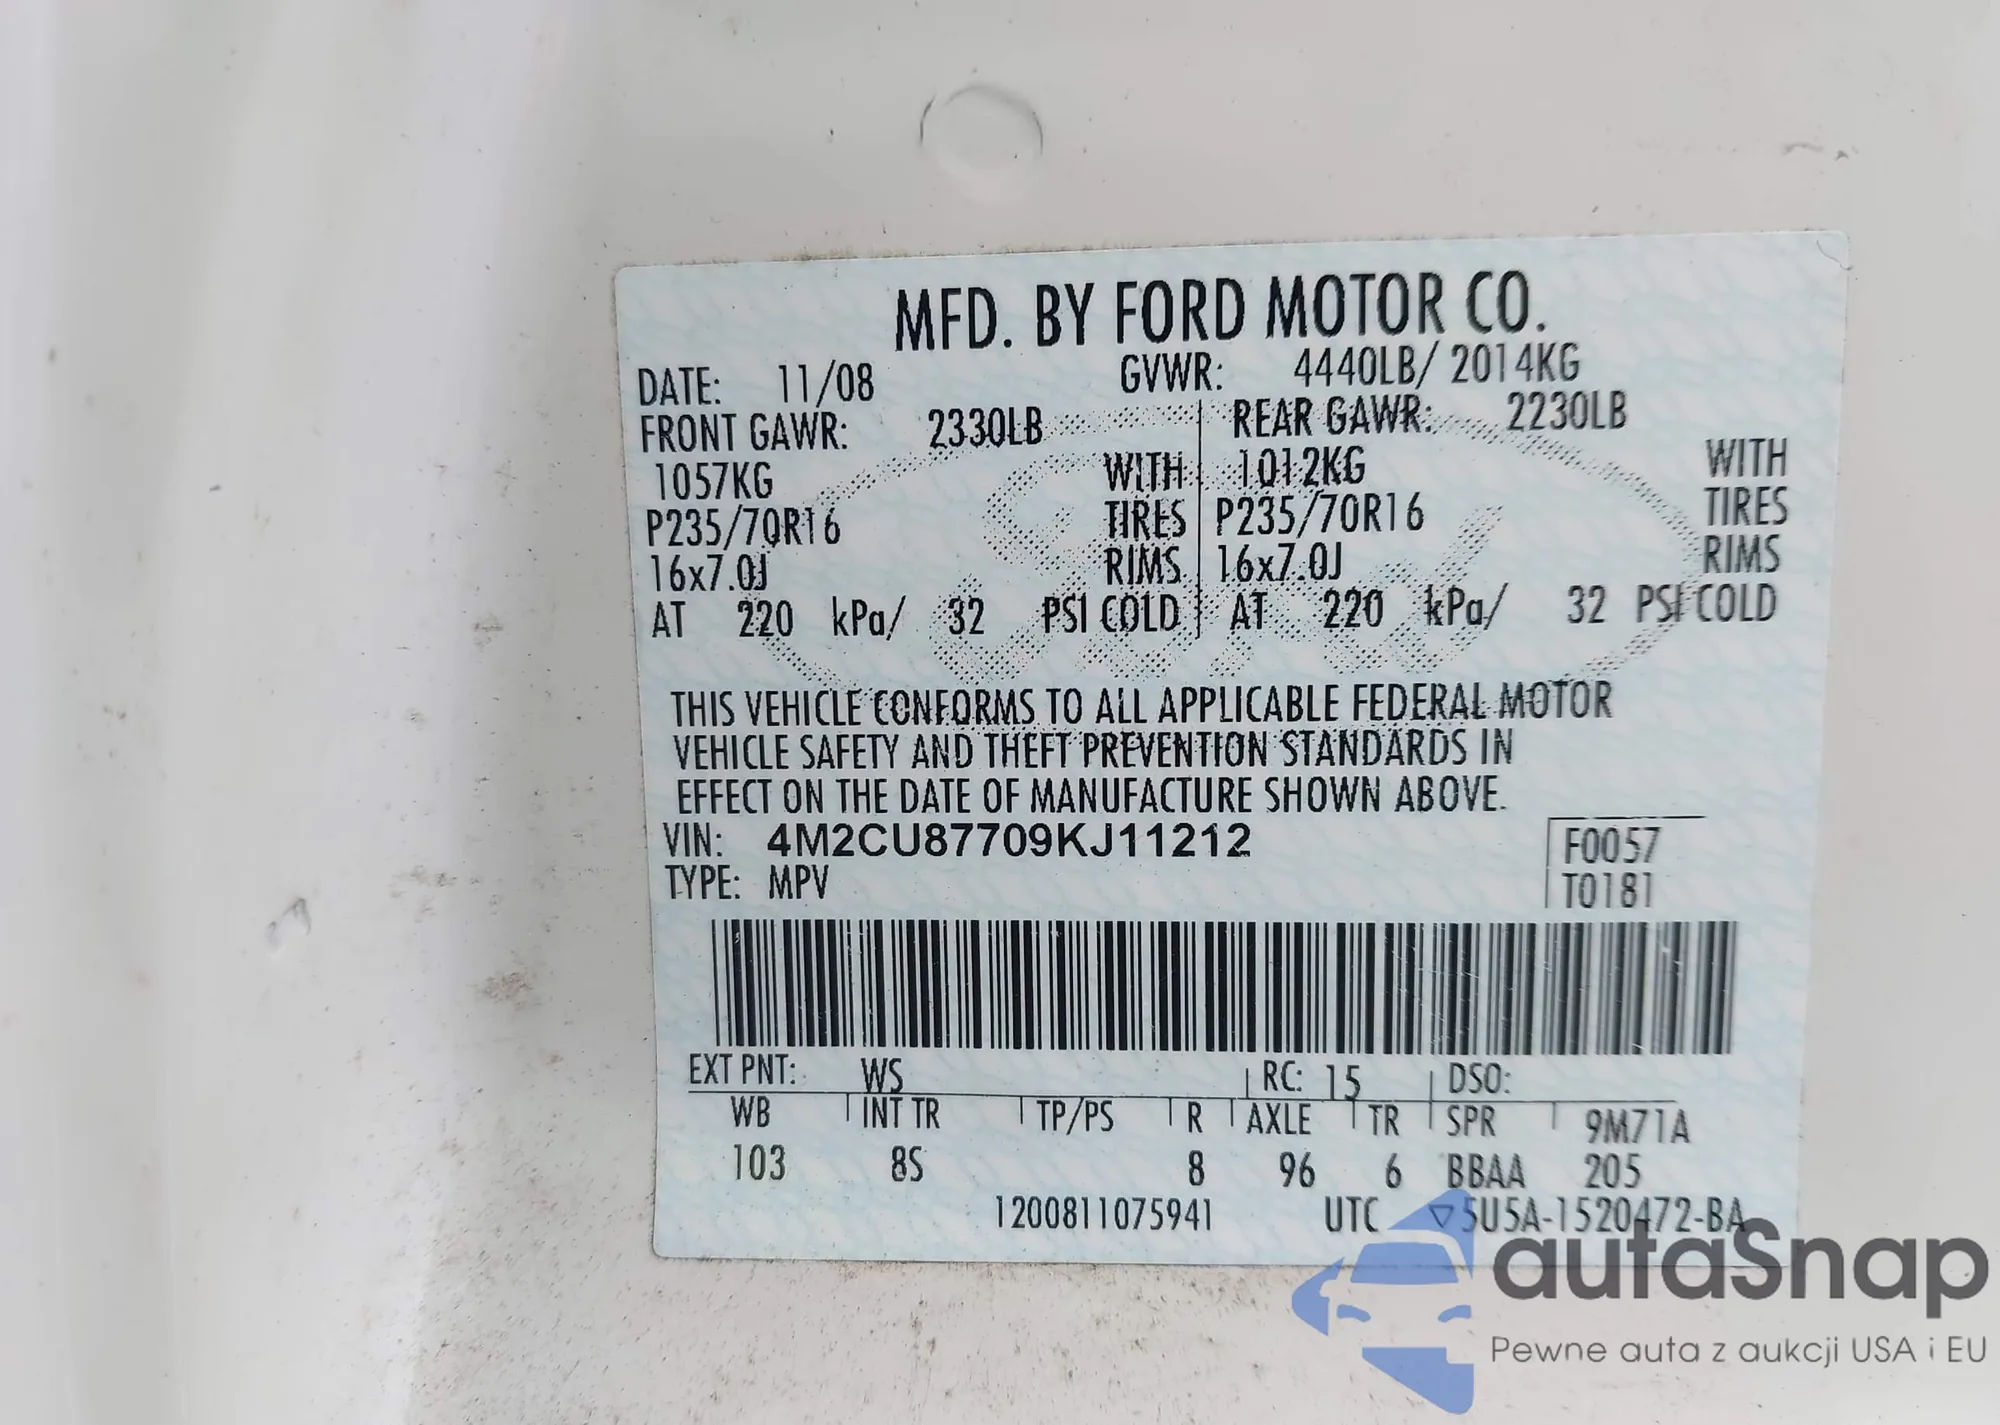 MFD. BY FORD MOTOR CO.
DATE: 11/08 GVWR: 4440LB/ 2014KG
FRONT GAWR: 2330LB REAR GAWR: 2230LB
1057KG WITH 1012KG WITH
P235/70R16 TIRES P235/70R16 TIRES
16x7.0J RIMS 16x7.0J RIMS
AT 220 kPa/ 32 PSI COLD AT 220 kPa/ 32 PSI COLD
THIS VEHICLE CONFORMS TO ALL APPLICABLE FEDERAL MOTOR
VEHICLE SAFETY AND THEFT PREVENTION STANDARDS IN
EFFECT ON THE DATE OF MANUFACTURE SHOWN ABOVE.
VIN: 4M2CU87709KJ11212 F0057
TYPE: MPV T0181
EXT PNT: WS RC: 15 DSO:
WB INT TR TP/PS R AXLE TR SPR 9M71A
103 8S 8 96 6 BBAA 205
1200811075941 UTC ▽5U5A-1520472-BA
autaSnap
Pewne auta z aukcji USA i EU